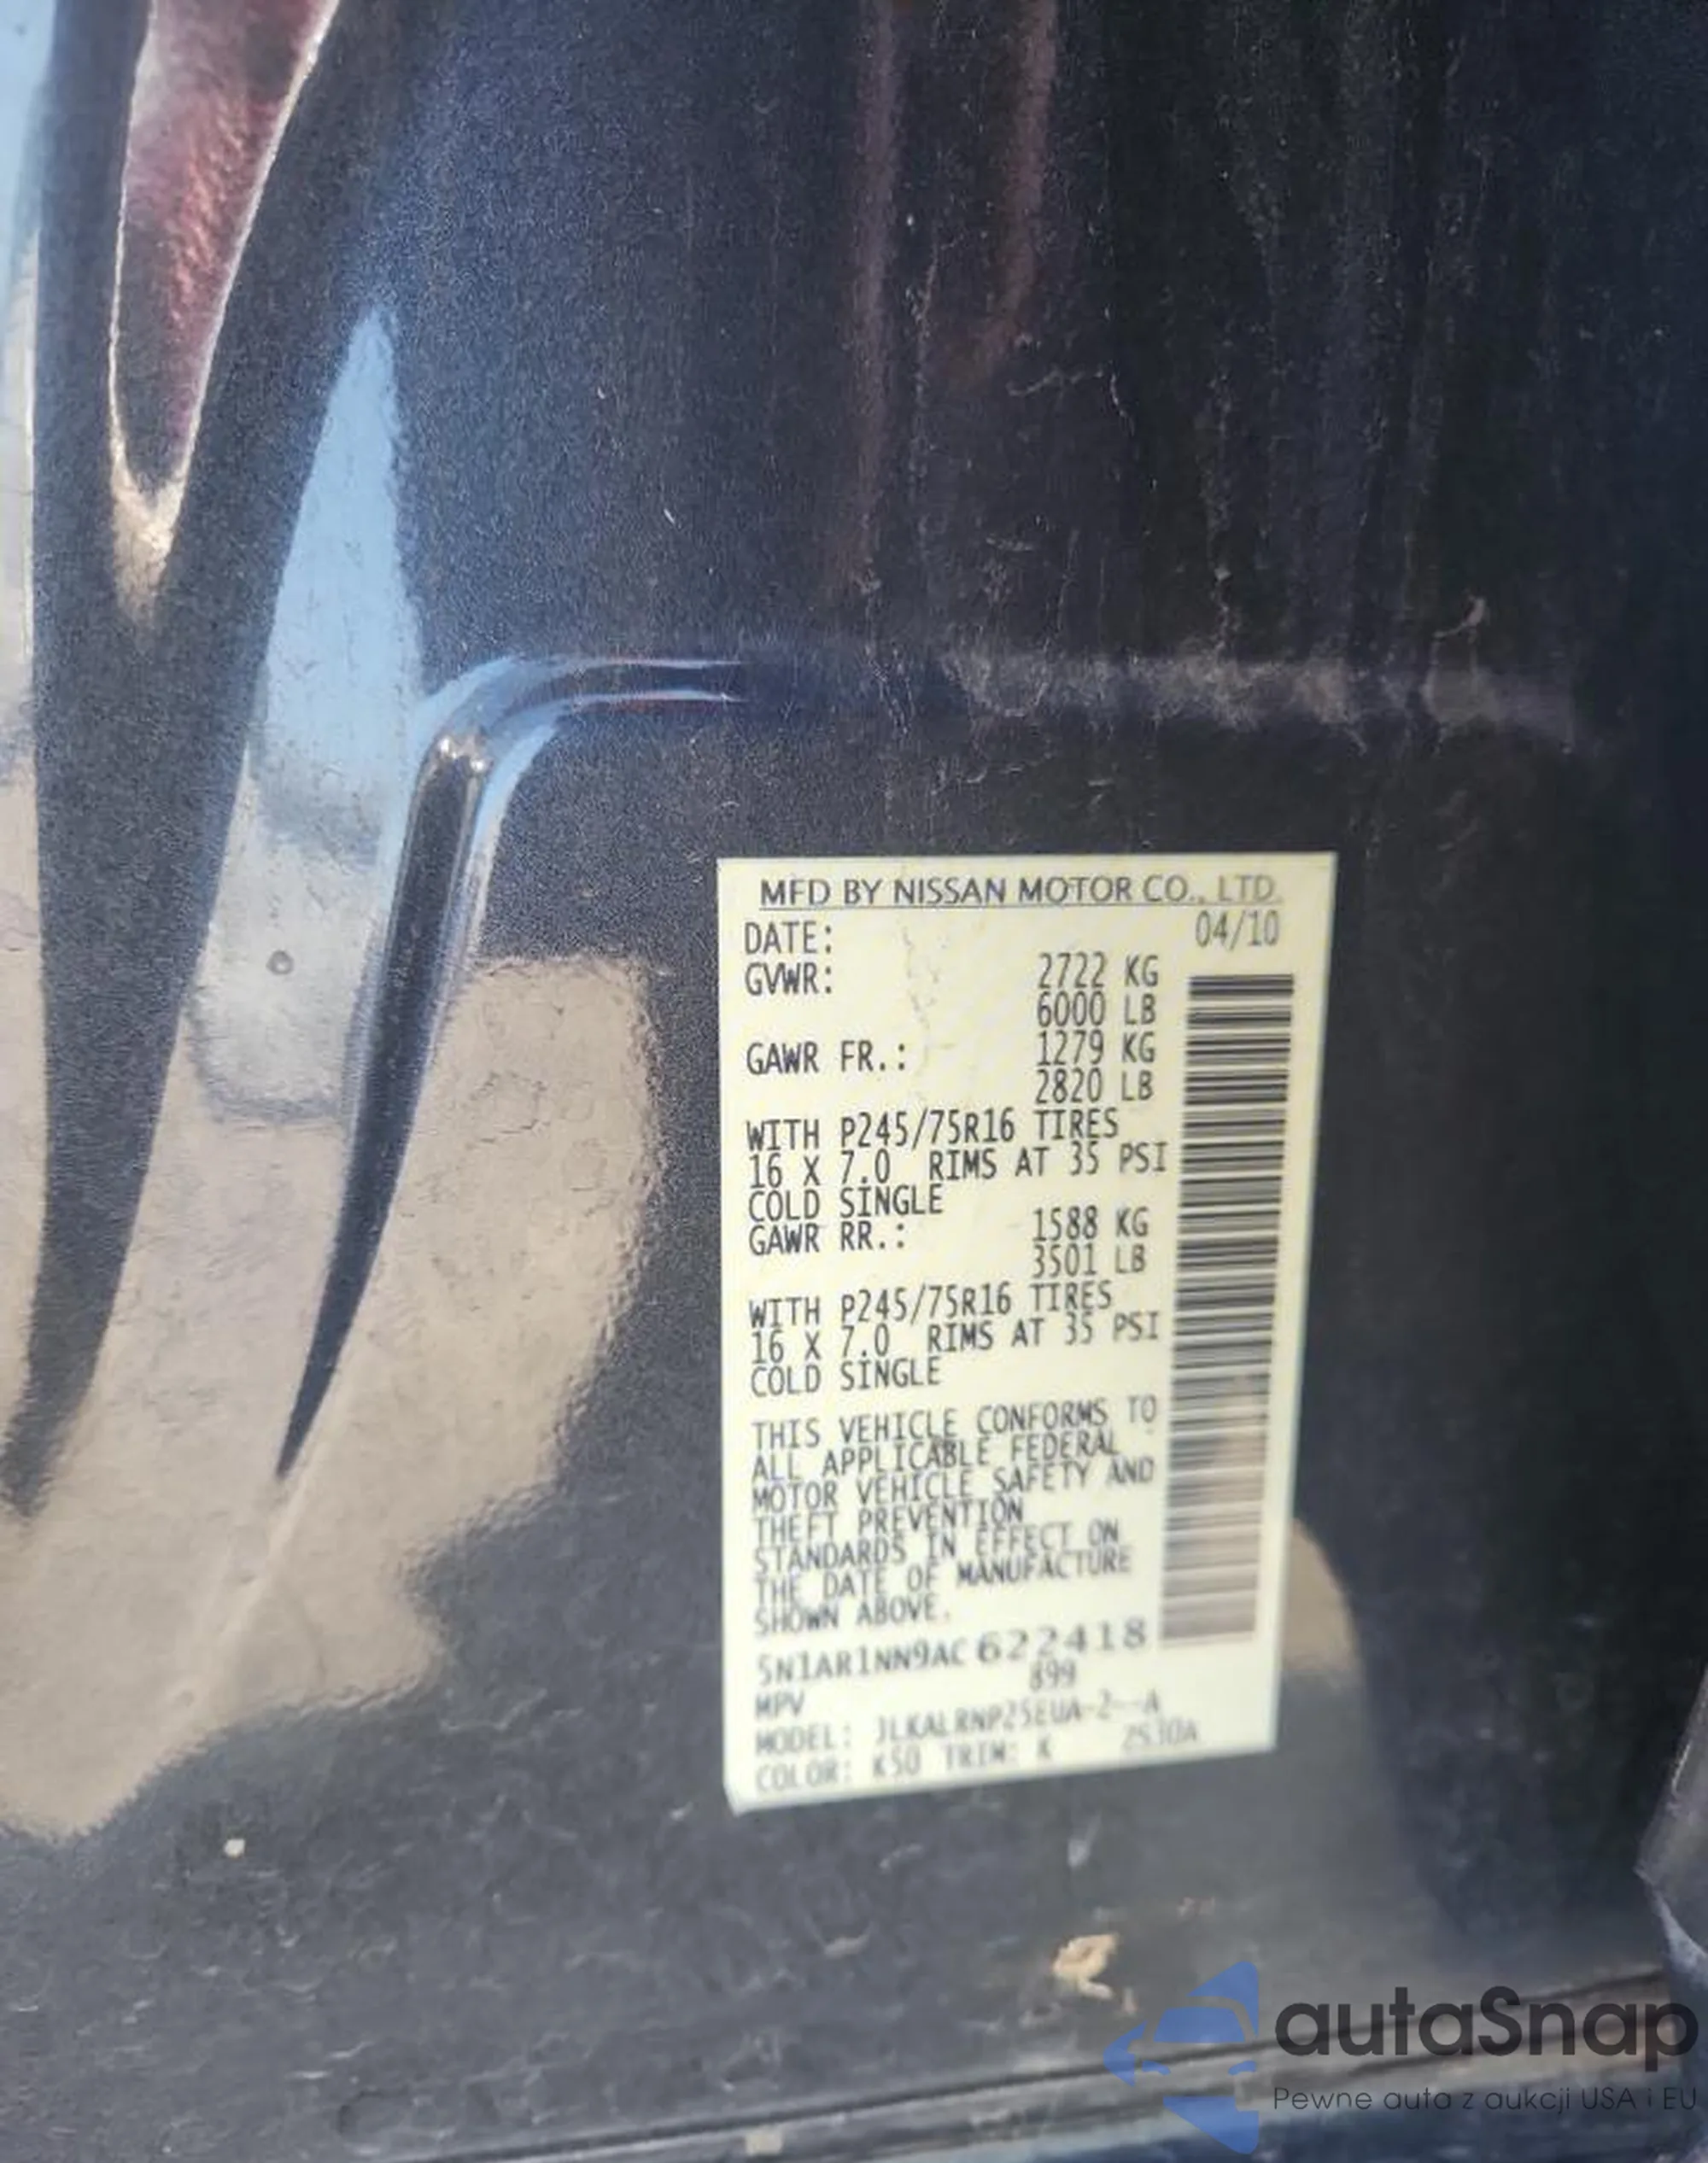 MFD BY NISSAN MOTOR CO., LTD.
DATE: 04/10
GVWR: 2722 KG
6000 LB
GAWR FR.: 1279 KG
2820 LB
WITH P245/75R16 TIRES
16 X 7.0 RIMS AT 35 PSI
COLD SINGLE
GAWR RR.: 1588 KG
3501 LB
WITH P245/75R16 TIRES
16 X 7.0 RIMS AT 35 PSI
COLD SINGLE
THIS VEHICLE CONFORMS TO
ALL APPLICABLE FEDERAL
MOTOR VEHICLE SAFETY AND
THEFT PREVENTION
STANDARDS IN EFFECT ON
THE DATE OF MANUFACTURE
SHOWN ABOVE.
5N1AR1NN9AC 622418
MPV 899
MODEL: JLKALRNP25EUA-2--A
COLOR: K50 TRIM: K
autaSnap
Pewne auta z aukcji USA i EU